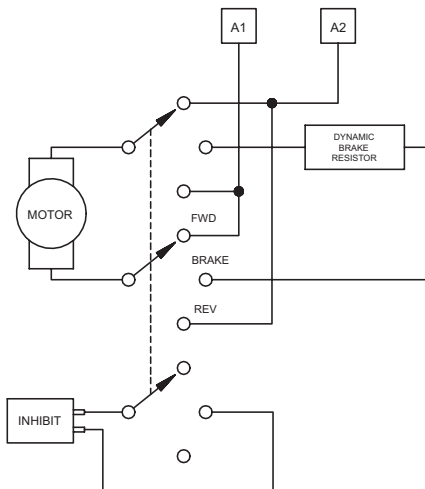 A1
A2
DYNAMIC
BRAKE
RESISTOR
MOTOR
FWD
BRAKE
REV
INHIBIT